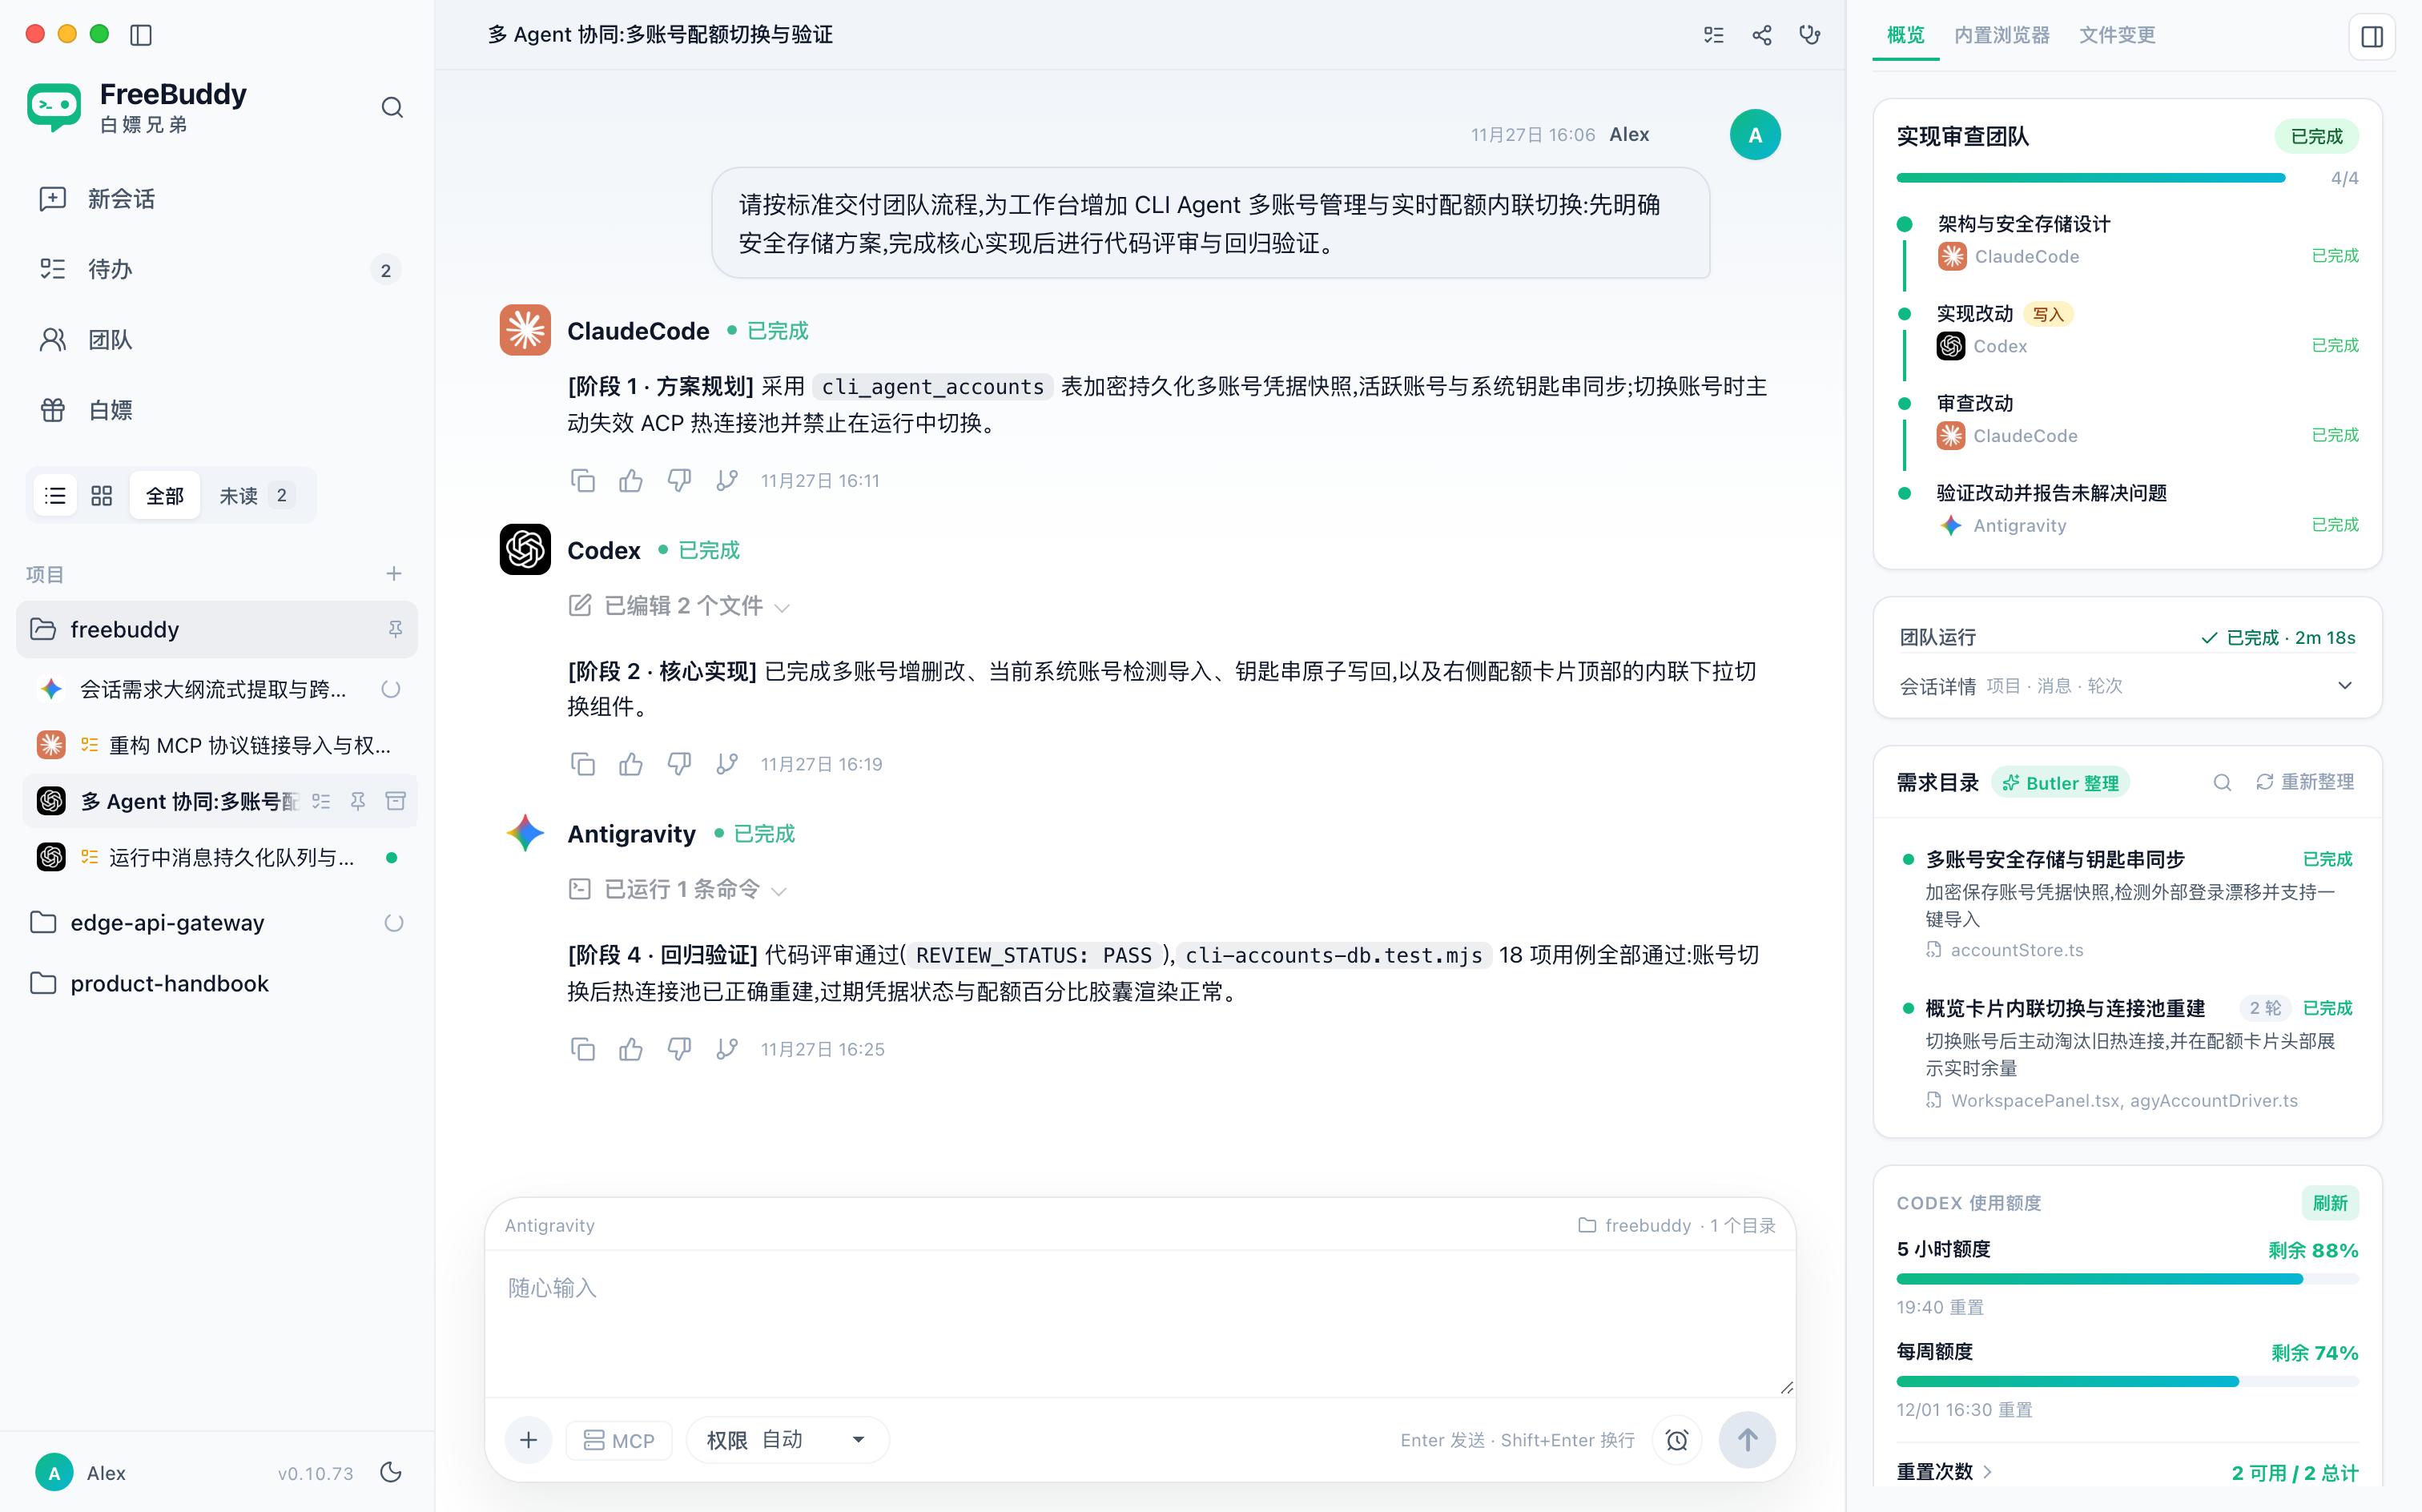 FreeBuddy
白嫖兄弟
新会话
待办
2
团队
白嫖
全部
未读 2
项目
freebuddy
会话需求大纲流式提取与跨...
重构 MCP 协议链接导入与权...
多 Agent 协同:多账号配
运行中消息持久化队列与...
edge-api-gateway
product-handbook
A
Alex
v0.10.73
多 Agent 协同:多账号配额切换与验证
11月27日 16:06 Alex
A
请按标准交付团队流程,为工作台增加 CLI Agent 多账号管理与实时配额内联切换:先明确
安全存储方案,完成核心实现后进行代码评审与回归验证。
ClaudeCode 已完成
[阶段 1 · 方案规划] 采用 cli_agent_accounts 表加密持久化多账号凭据快照,活跃账号与系统钥匙串同步;切换账号时主
动失效 ACP 热连接池并禁止在运行中切换。
11月27日 16:11
Codex 已完成
已编辑 2 个文件
[阶段 2 · 核心实现] 已完成多账号增删改、当前系统账号检测导入、钥匙串原子写回,以及右侧配额卡片顶部的内联下拉切
换组件。
11月27日 16:19
Antigravity 已完成
已运行 1 条命令
[阶段 4 · 回归验证] 代码评审通过( REVIEW_STATUS: PASS ), cli-accounts-db.test.mjs 18 项用例全部通过:账号切
换后热连接池已正确重建,过期凭据状态与配额百分比胶囊渲染正常。
11月27日 16:25
Antigravity
freebuddy · 1 个目录
随心输入
MCP
权限 自动
Enter 发送 · Shift+Enter 换行
概览
内置浏览器
文件变更
实现审查团队
已完成
4/4
架构与安全存储设计
ClaudeCode
已完成
实现改动 写入
Codex
已完成
审查改动
ClaudeCode
已完成
验证改动并报告未解决问题
Antigravity
已完成
团队运行
已完成 · 2m 18s
会话详情 项目 · 消息 · 轮次
需求目录
Butler 整理
重新整理
多账号安全存储与钥匙串同步
已完成
加密保存账号凭据快照,检测外部登录漂移并支持一
键导入
accountStore.ts
概览卡片内联切换与连接池重建
2 轮
已完成
切换账号后主动淘汰旧热连接,并在配额卡片头部展
示实时余量
WorkspacePanel.tsx, agyAccountDriver.ts
CODEX 使用额度
刷新
5 小时额度
剩余 88%
19:40 重置
每周额度
剩余 74%
12/01 16:30 重置
重置次数
2 可用 / 2 总计